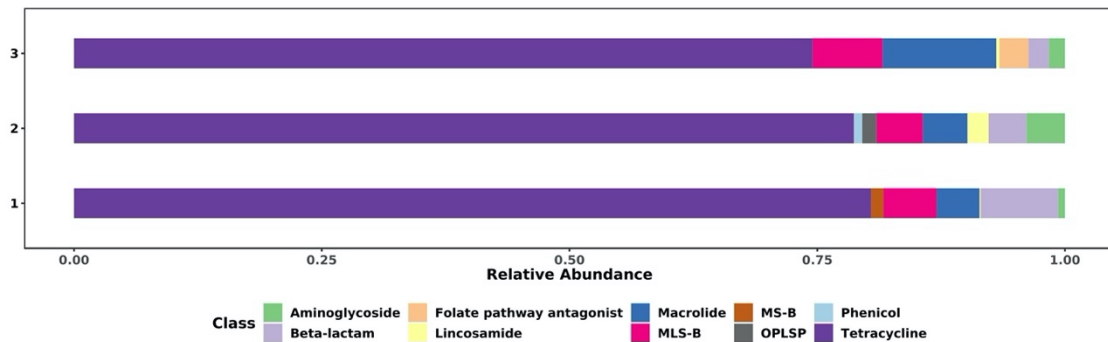 3
2
1
0.00 0.25 0.50 0.75 1.00
Relative Abundance
Class
Aminoglycoside Folate pathway antagonist Macrolide MS-B Phenicol
Beta-lactam Lincosamide MLS-B OPLSP Tetracycline